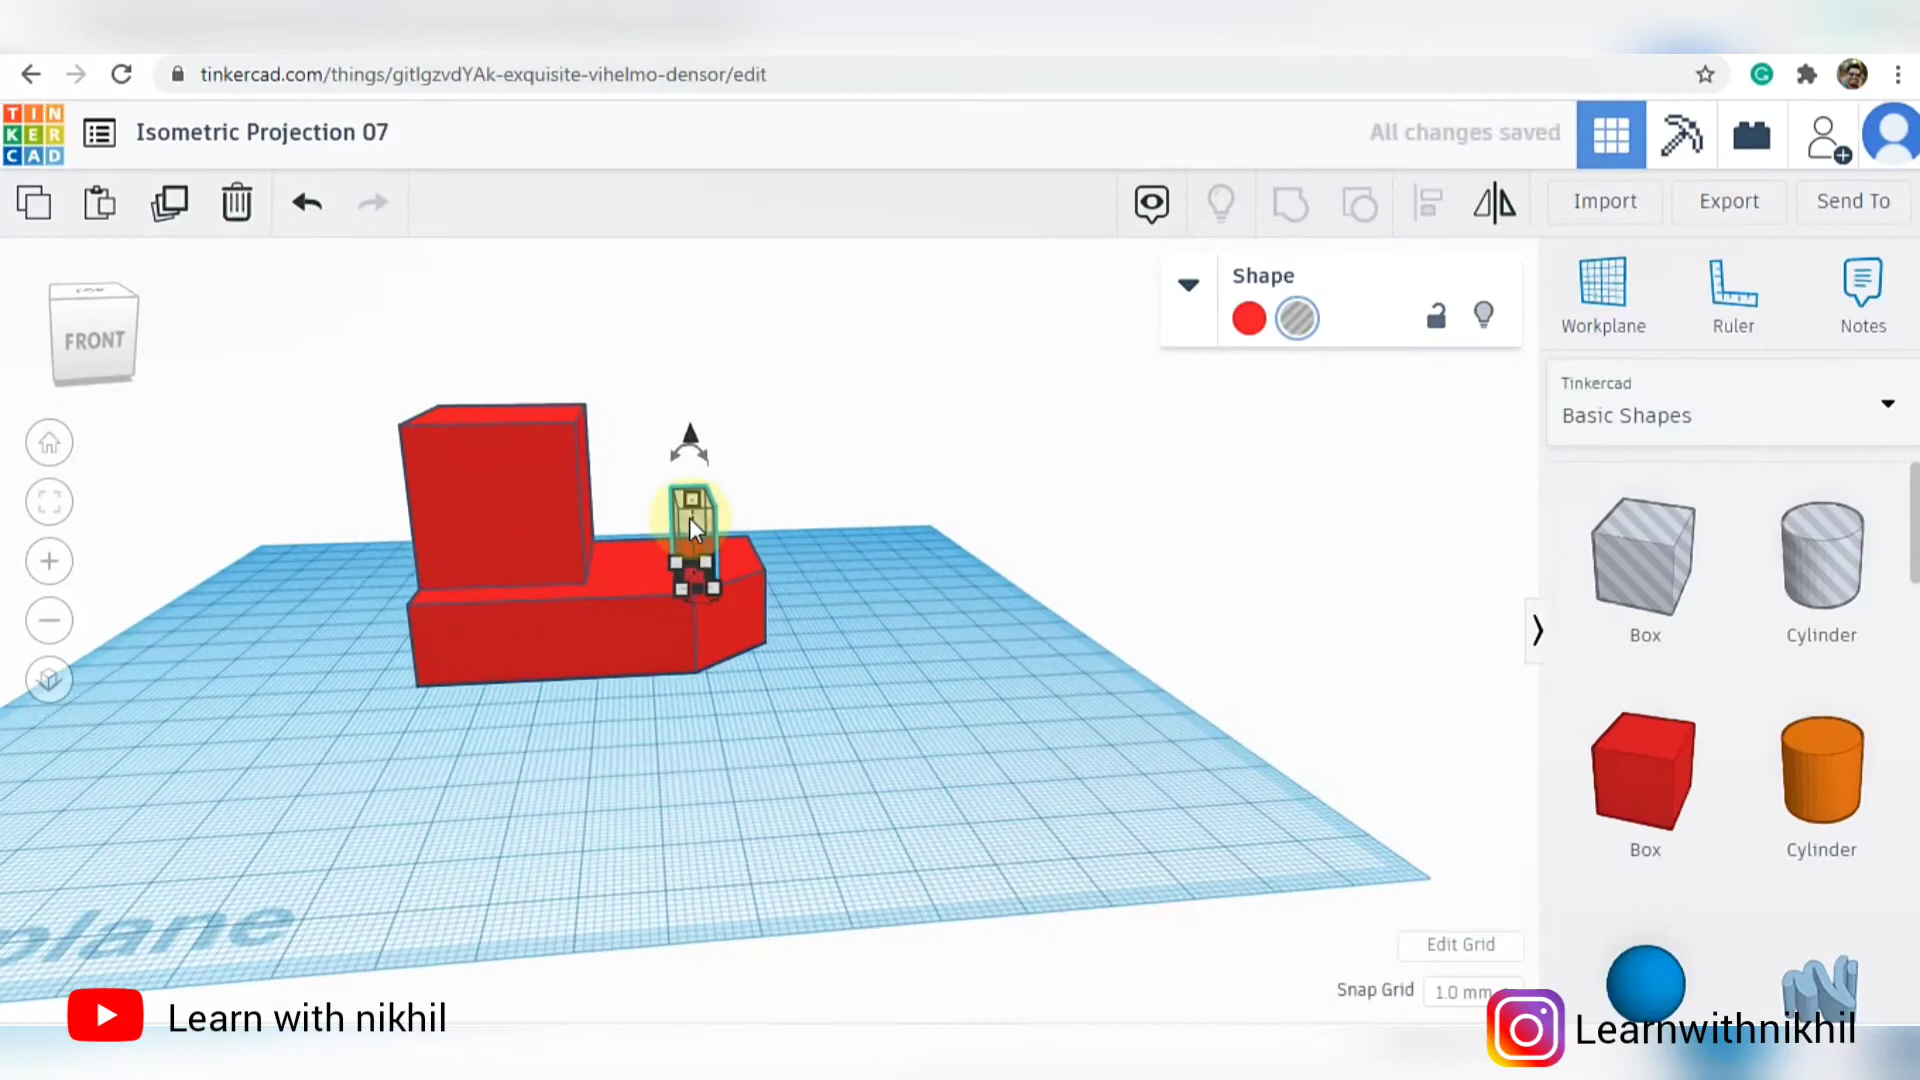 tinkercad.com/things/gitlgzvdYAk-exquisite-vihelmo-densor/edit
TIN
KER
CAD
Isometric Projection 07
All changes saved
Import
Export
Send To
TOP
FRONT
Shape
Workplane
Ruler
Notes
Tinkercad
Basic Shapes
Box
Cylinder
Box
Cylinder
plane
Edit Grid
Snap Grid
1.0 mm
Learn with nikhil
Learnwithnikhil